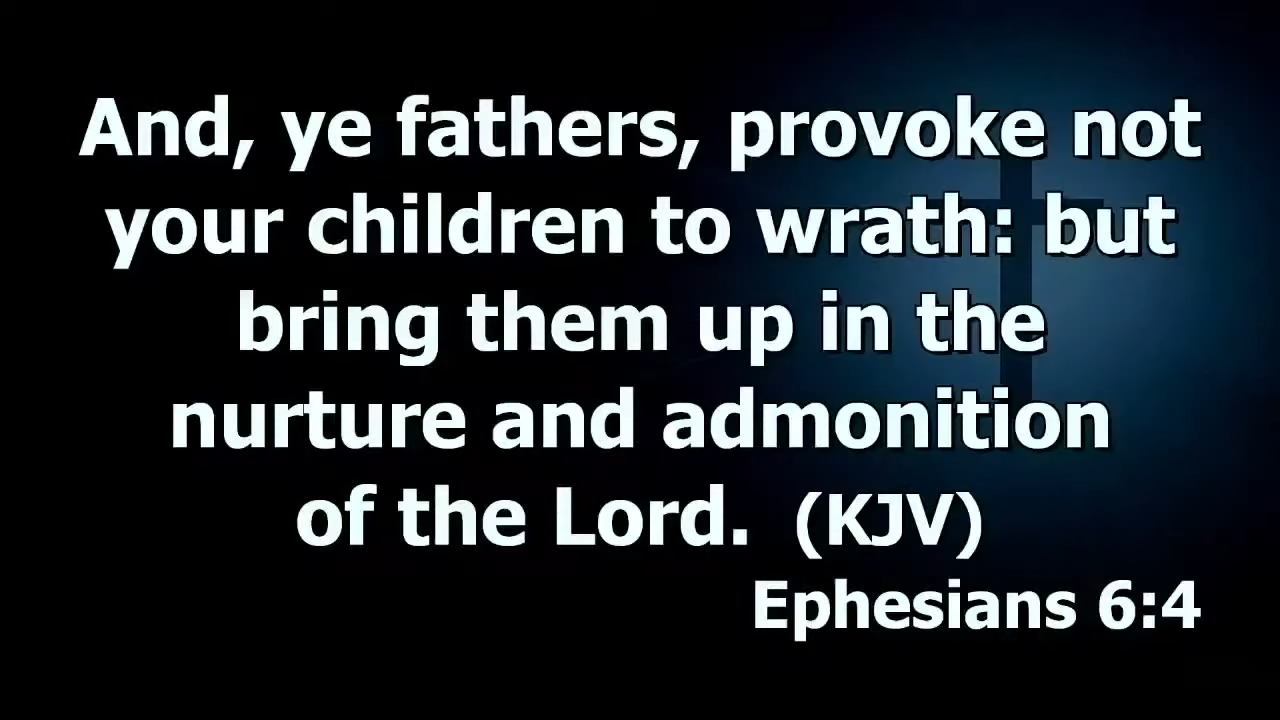 And, ye fathers, provoke not
your children to wrath: but
bring them up in the
nurture and admonition
of the Lord.  (KJV)
Ephesians 6:4